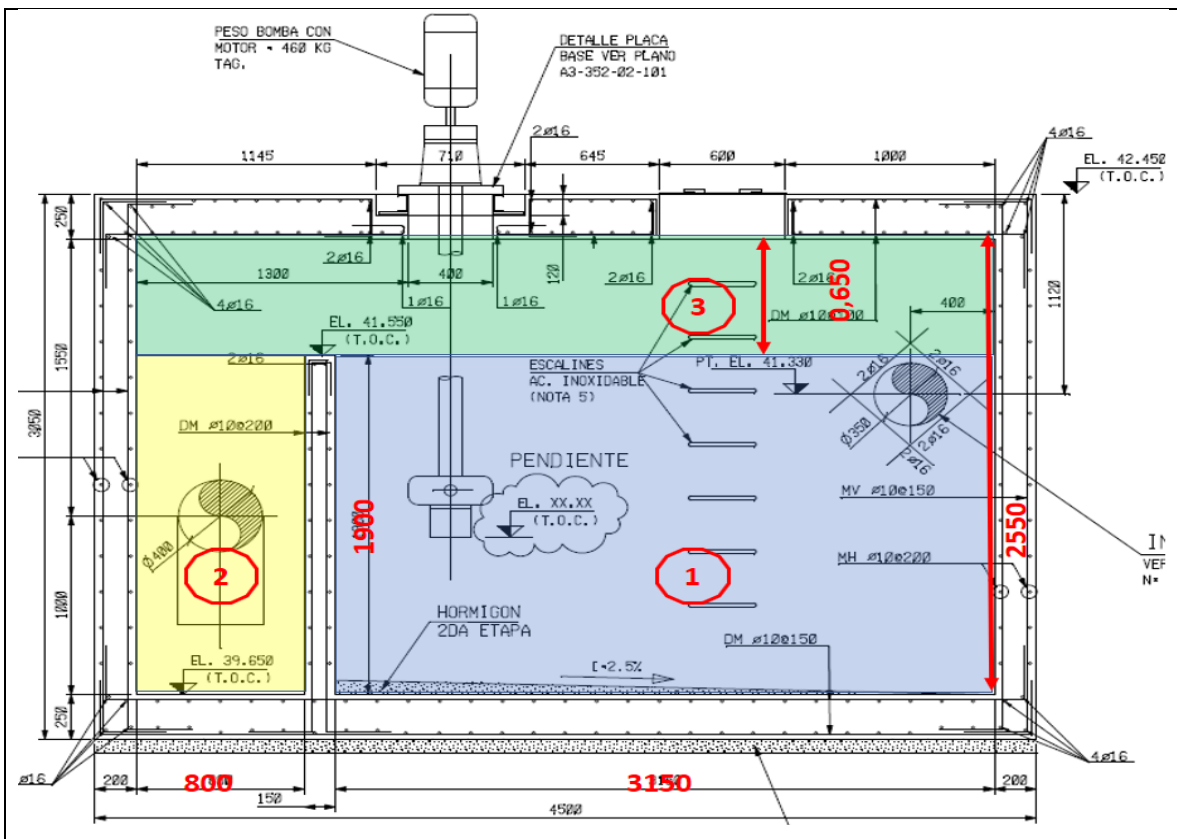 PESO BOMBA CON
MOTOR = 460 KG
TAG.
DETALLE PLACA
BASE VER PLANO
A3-352-02-101
2ø16
4ø16
1145
710
645
600
1000
EL. 42.450
(T.O.C.)
250
2ø16
1300
400
120
2ø16
2ø16
4ø16
1ø16
1ø16
3
0,650
400
1120
EL. 41.550
(T.O.C.)
2ø16
ESCALINES
AC. INOXIDABLE
(NOTA 5)
PT. EL. 41.330
2ø16
2ø16
2ø16
2ø16
Ø350
1550
3050
DM ø10@200
PENDIENTE
EL. XX.XX
(T.O.C.)
1900
MV ø10@150
2550
Ø400
2
1
MH ø10@200
IN
VER
N°
1000
HORMIGON
2DA ETAPA
DM ø10@150
EL. 39.650
(T.O.C.)
I=2.5%
250
ø16
4ø16
200
800
3150
200
150
4500